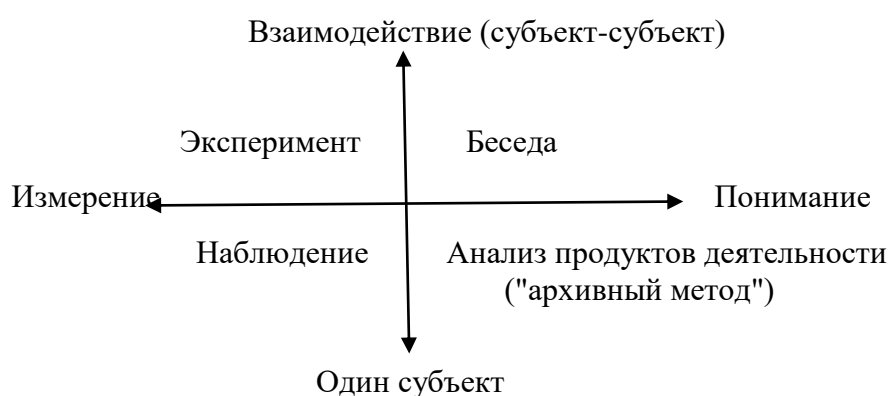 Взаимодействие (субъект-субъект)
Эксперимент
Беседа
Измерение
Понимание
Наблюдение
Анализ продуктов деятельности
("архивный метод")
Один субъект